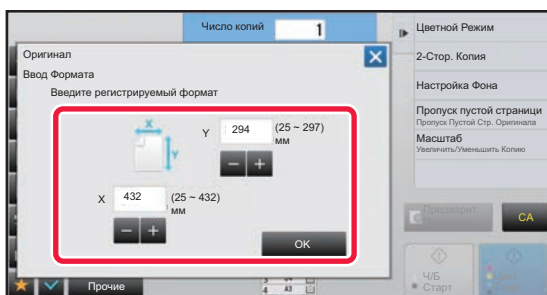 Число копий 1
Цветной Режим
Оригинал
2-Стор. Копия
Ввод Формата
Введите регистрируемый формат
Настройка Фона
X
Y
Y 294 (25 ~ 297)
мм
Пропуск пустой страници
Пропуск Пустой Стр. Оригинала
Масштаб
Увеличить/Уменьшить Копию
X 432 (25 ~ 432)
мм
Предварит.
CA
OK
Ч/Б
Старт
Прочие
4 A3